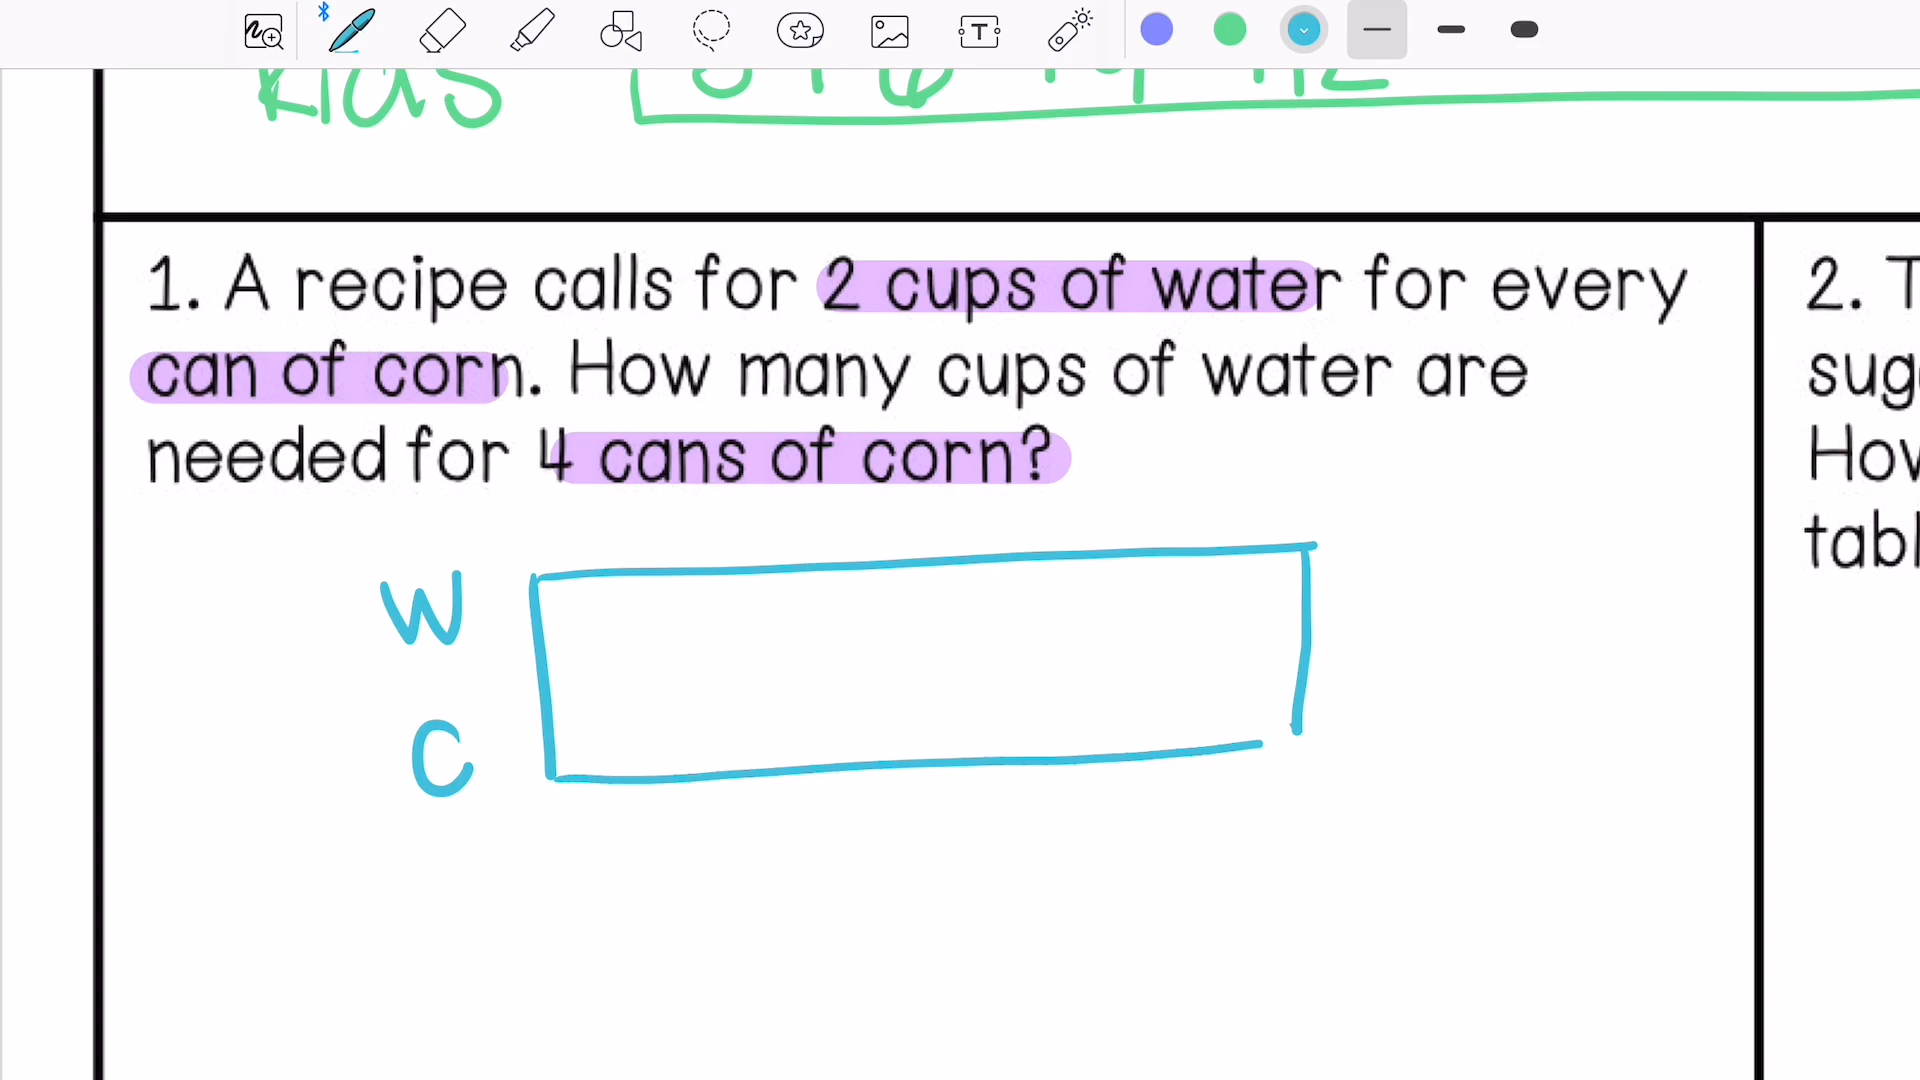 kids
1. A recipe calls for 2 cups of water for every
can of corn. How many cups of water are
needed for 4 cans of corn?
W
C
2.